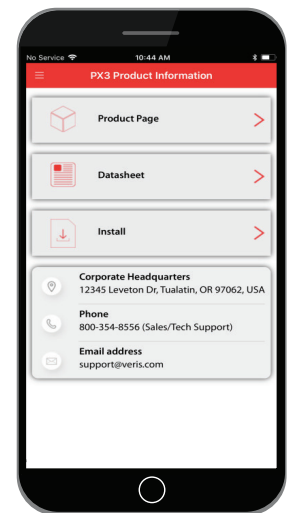 No Service 10:44 AM
PX3 Product Information
Product Page
Datasheet
Install
Corporate Headquarters
12345 Leveton Dr, Tualatin, OR 97062, USA
Phone
800-354-8556 (Sales/Tech Support)
Email address
support@veris.com